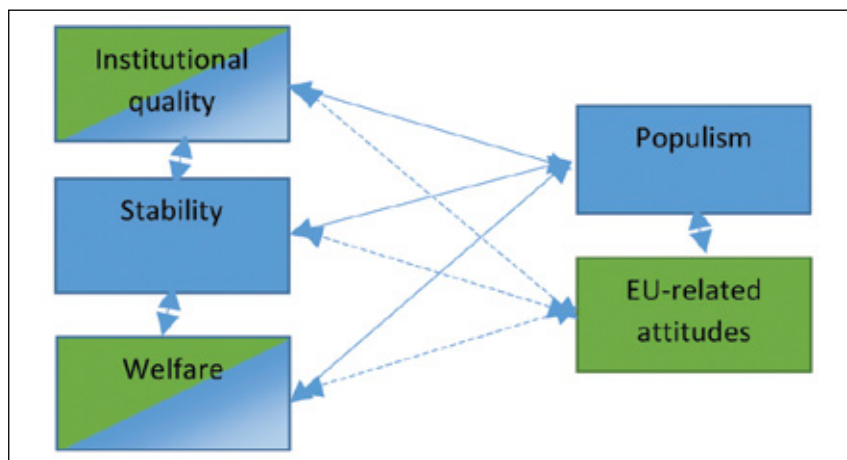 Institutional
quality
Stability
Welfare
Populism
EU-related
attitudes